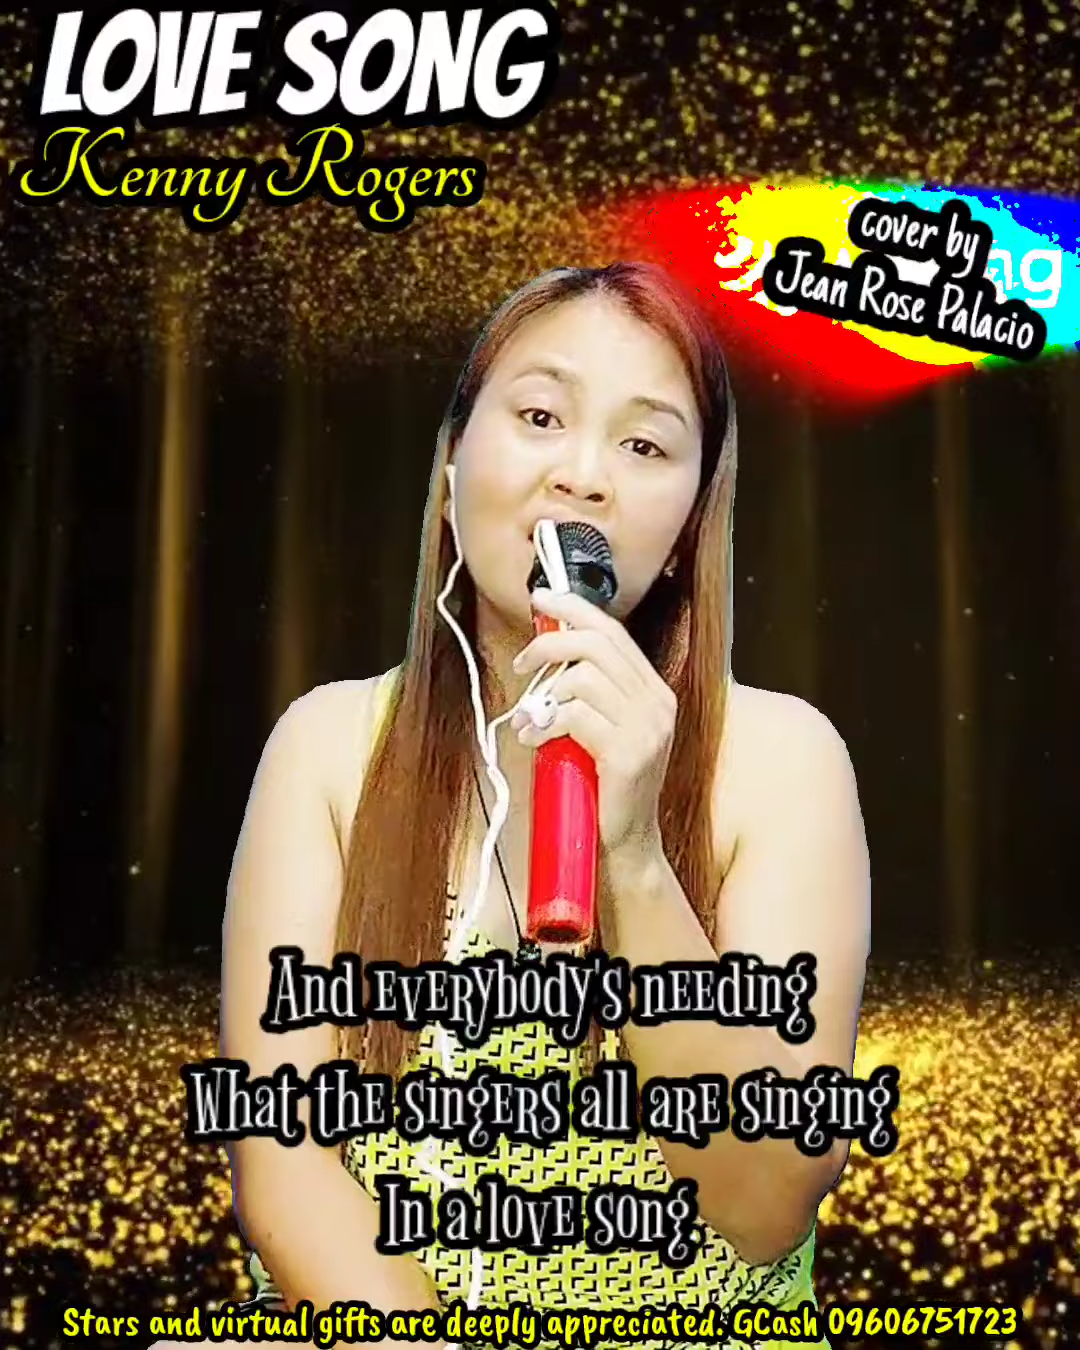 LOVE SONG
Kenny Rogers
cover by
Jean Rose Palacio
And everybody's needing
What the singers all are singing
In a love song
Stars and virtual gifts are deeply appreciated. GCash 09606751723